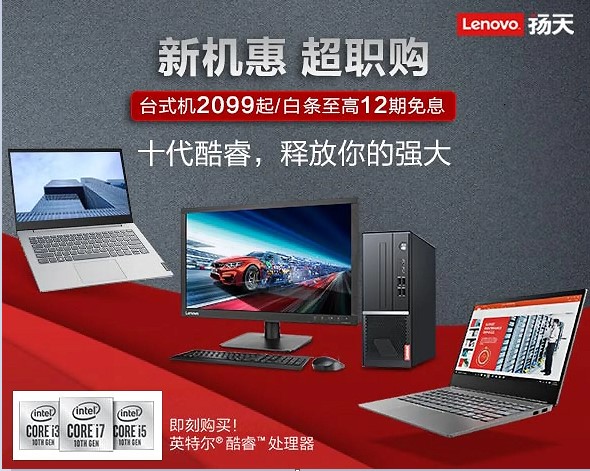 Lenovo 扬天
新机惠 超职购
台式机2099起/白条至高12期免息
十代酷睿，释放你的强大
Lenovo
intel
CORE i3
10TH GEN
intel
CORE i7
10TH GEN
intel
CORE i5
10TH GEN
即刻购买！
英特尔®酷睿™处理器